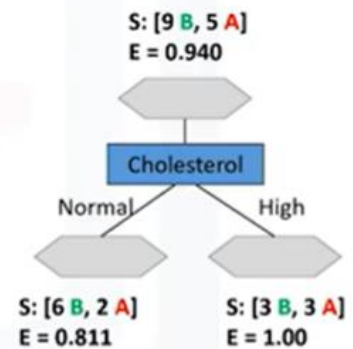 S: [9 B, 5 A]
E = 0.940
Cholesterol
Normal High
S: [6 B, 2 A] S: [3 B, 3 A]
E = 0.811 E = 1.00